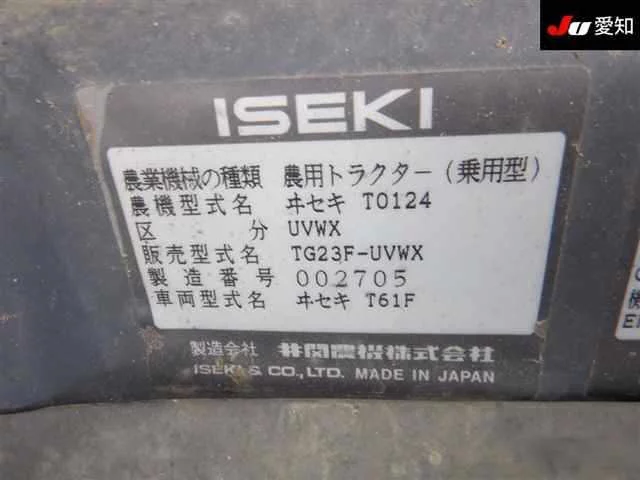 JU 愛知
ISEKI
農業機械の種類 農用トラクター(乗用型)
農機型式名 ヰセキ T0124
区分 UVWX
販売型式名 TG23F-UVWX
製造番号 002705
車両型式名 ヰセキ T61F
製造会社 井関農機株式会社
ISEKI & CO., LTD. MADE IN JAPAN
機